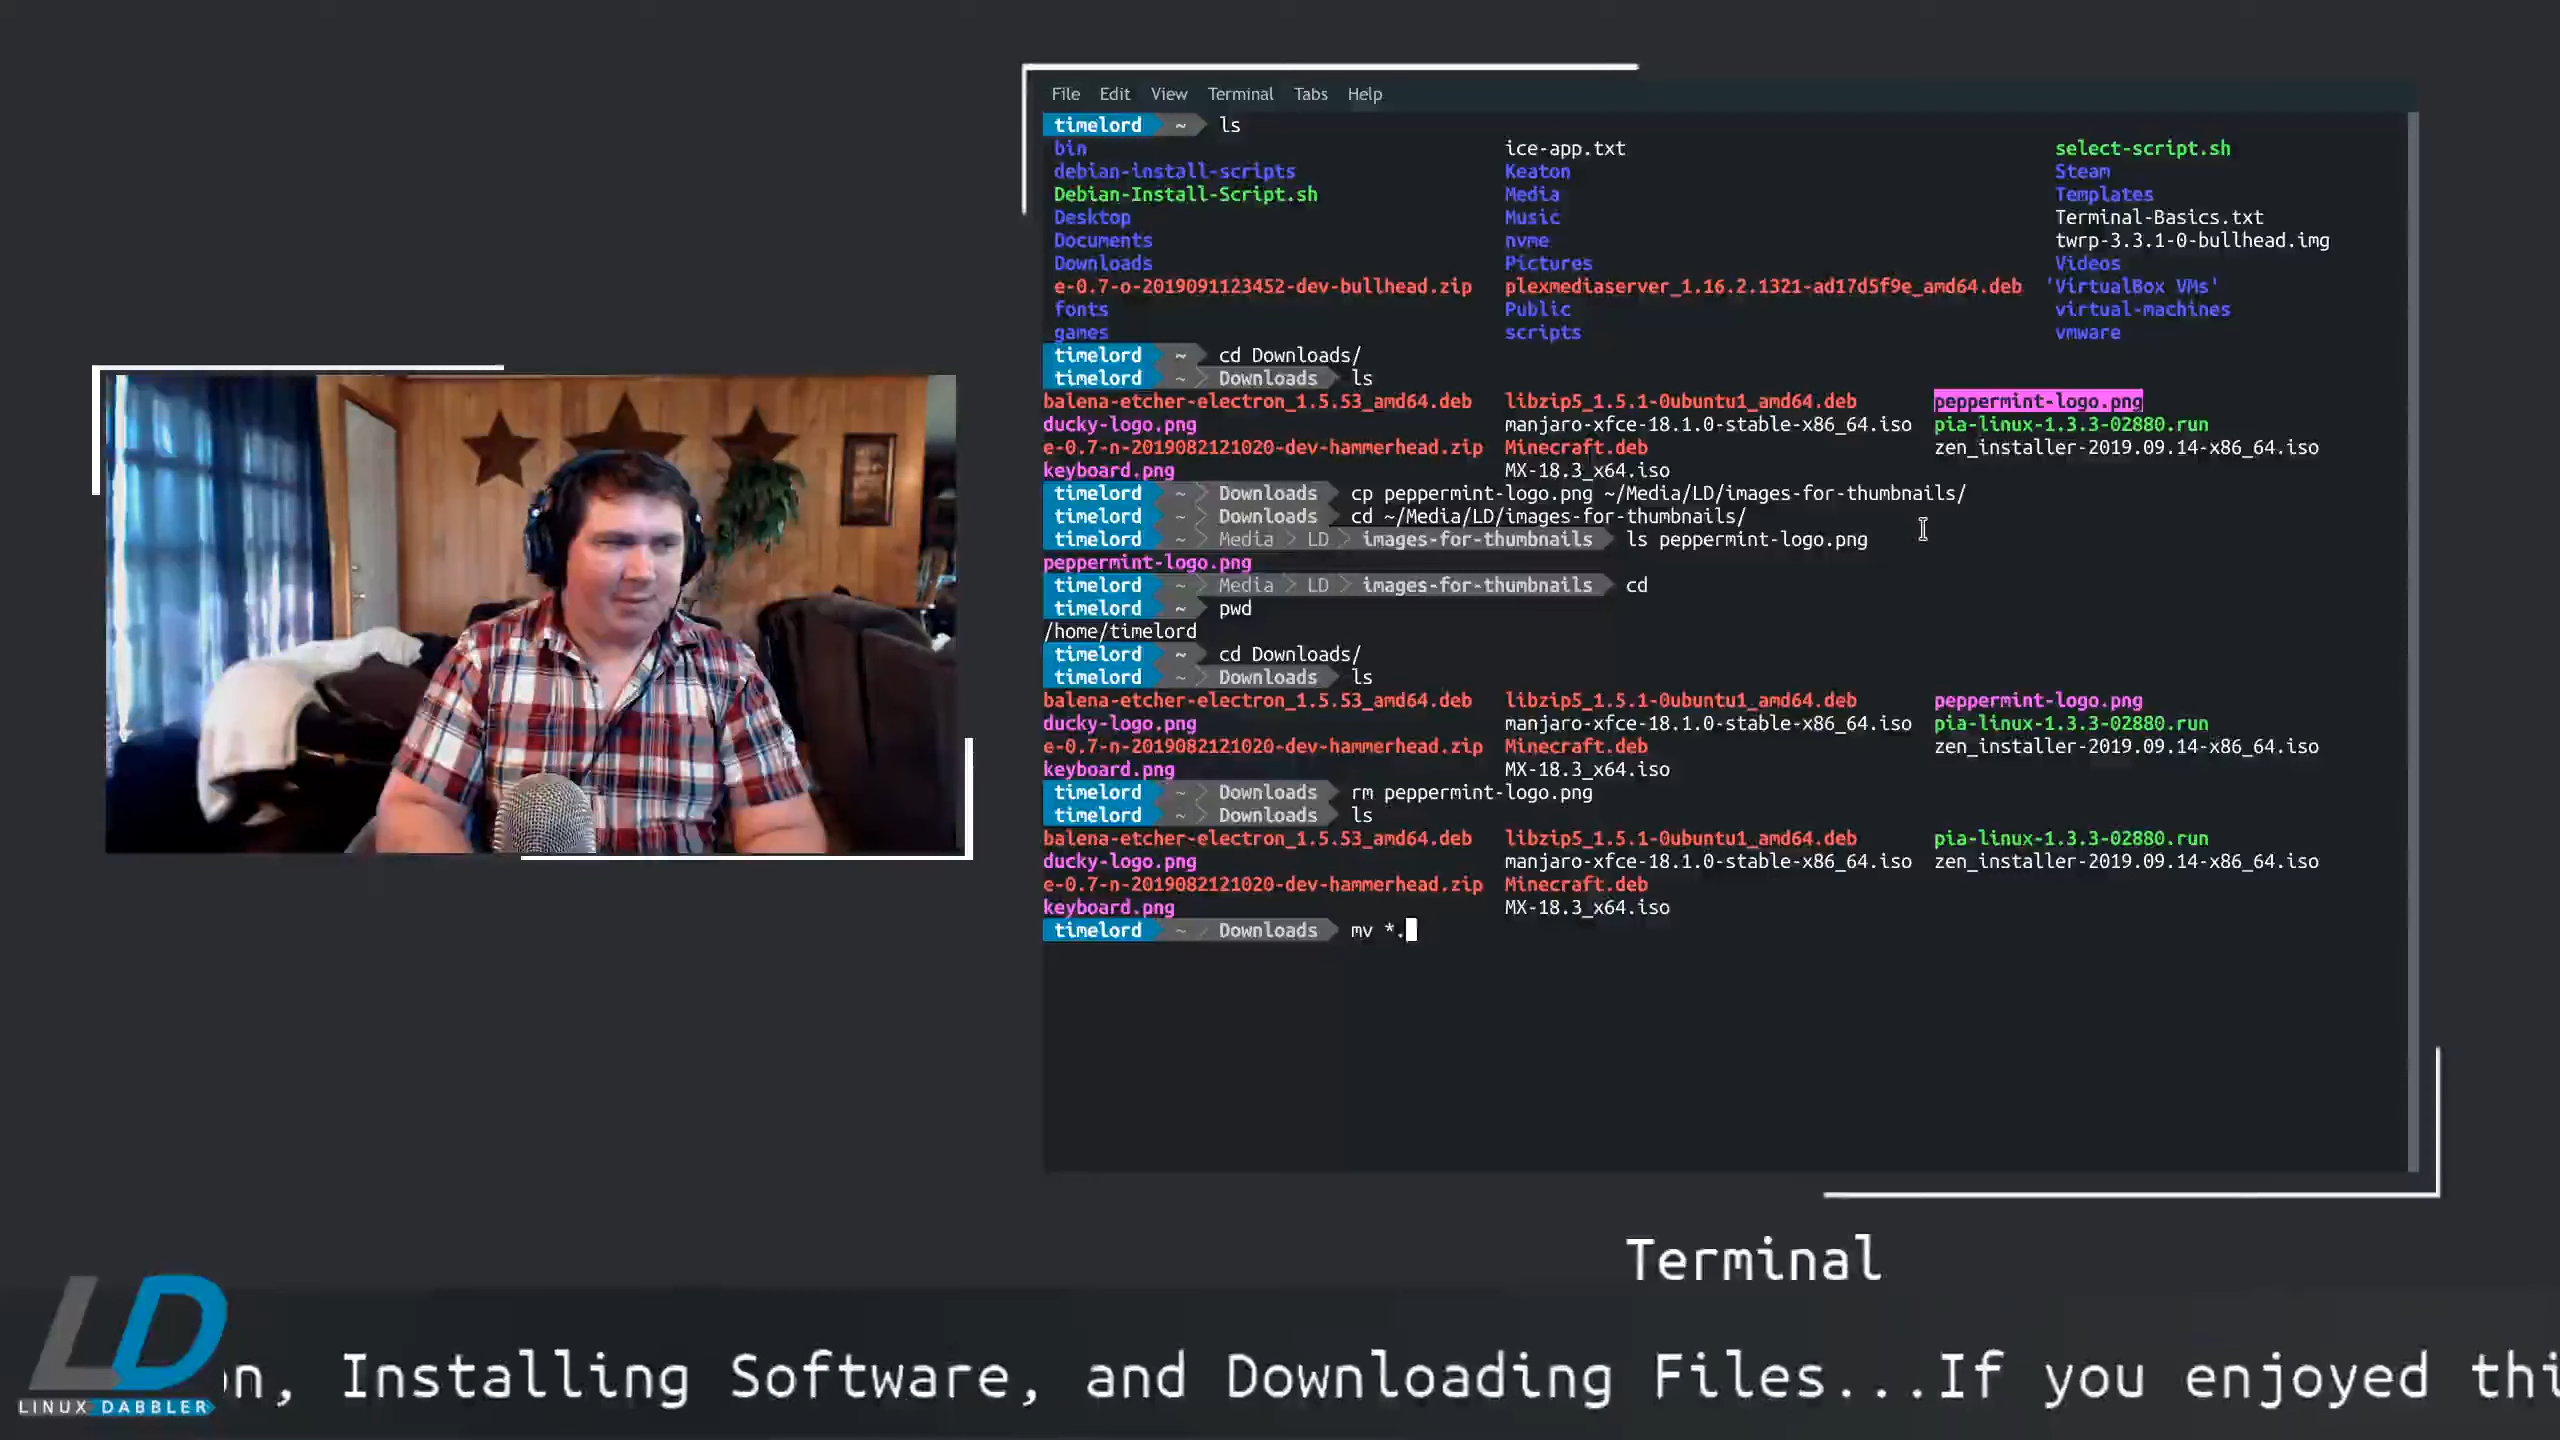 File Edit View Terminal Tabs Help
timelord ~ ls
bin ice-app.txt select-script.sh
debian-install-scripts Keaton Steam
Debian-Install-Script.sh Media Templates
Desktop Music Terminal-Basics.txt
Documents nvme twrp-3.3.1-0-bullhead.img
Downloads Pictures Videos
e-0.7-o-2019091123452-dev-bullhead.zip plexmediaserver_1.16.2.1321-ad17d5f9e_amd64.deb 'VirtualBox VMs'
fonts Public virtual-machines
games scripts vmware
timelord ~ cd Downloads/
timelord ~ Downloads ls
balena-etcher-electron_1.5.53_amd64.deb libzip5_1.5.1-0ubuntu1_amd64.deb peppermint-logo.png
ducky-logo.png manjaro-xfce-18.1.0-stable-x86_64.iso pia-linux-1.3.3-02880.run
e-0.7-n-2019082121020-dev-hammerhead.zip Minecraft.deb zen_installer-2019.09.14-x86_64.iso
keyboard.png MX-18.3_x64.iso
timelord ~ Downloads cp peppermint-logo.png ~/Media/LD/images-for-thumbnails/
timelord ~ Downloads cd ~/Media/LD/images-for-thumbnails/
timelord ~ Media LD images-for-thumbnails ls peppermint-logo.png
peppermint-logo.png
timelord ~ Media LD images-for-thumbnails cd
timelord ~ pwd
/home/timelord
timelord ~ cd Downloads/
timelord ~ Downloads ls
balena-etcher-electron_1.5.53_amd64.deb libzip5_1.5.1-0ubuntu1_amd64.deb peppermint-logo.png
ducky-logo.png manjaro-xfce-18.1.0-stable-x86_64.iso pia-linux-1.3.3-02880.run
e-0.7-n-2019082121020-dev-hammerhead.zip Minecraft.deb zen_installer-2019.09.14-x86_64.iso
keyboard.png MX-18.3_x64.iso
timelord ~ Downloads rm peppermint-logo.png
timelord ~ Downloads ls
balena-etcher-electron_1.5.53_amd64.deb libzip5_1.5.1-0ubuntu1_amd64.deb pia-linux-1.3.3-02880.run
ducky-logo.png manjaro-xfce-18.1.0-stable-x86_64.iso zen_installer-2019.09.14-x86_64.iso
e-0.7-n-2019082121020-dev-hammerhead.zip Minecraft.deb
keyboard.png MX-18.3_x64.iso
timelord ~ Downloads mv *.
Terminal
LD
LINUX DABBLER
n, Installing Software, and Downloading Files...If you enjoyed thi